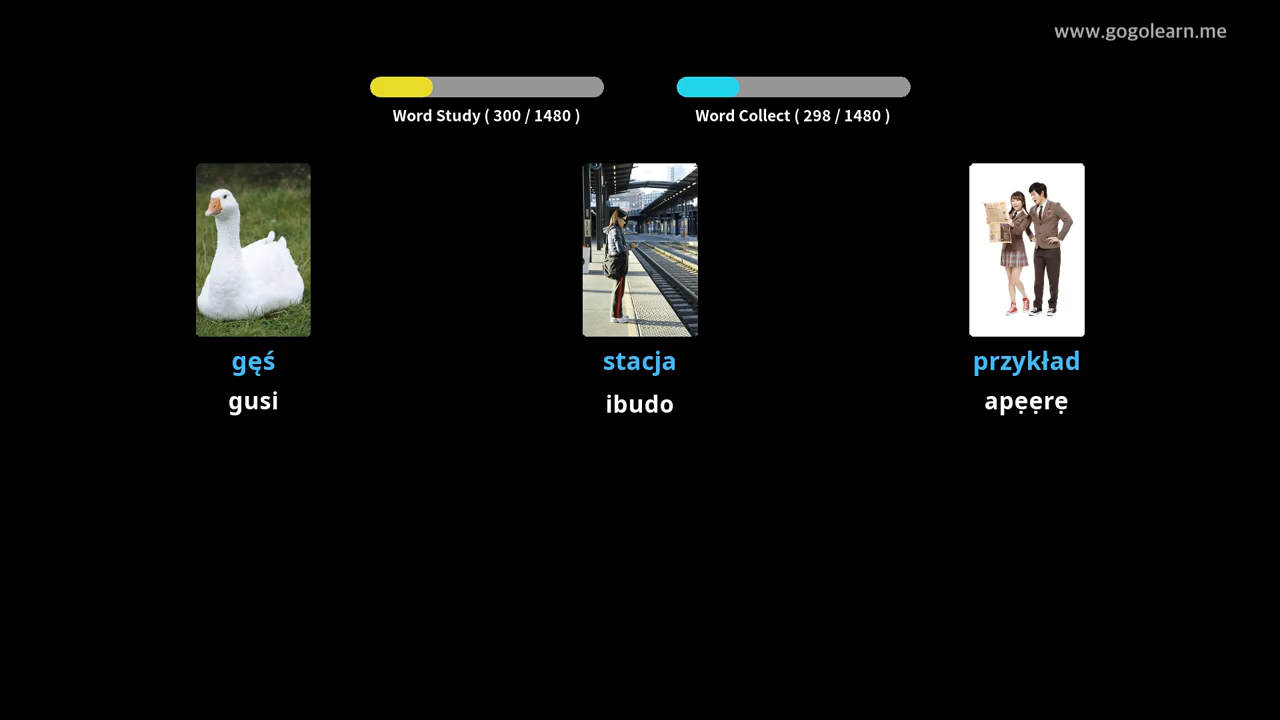 www.gogolearn.me
Word Study ( 300 / 1480 )
Word Collect ( 298 / 1480 )
gęś
stacja
przykład
gusi
ibudo
apẹẹrẹ